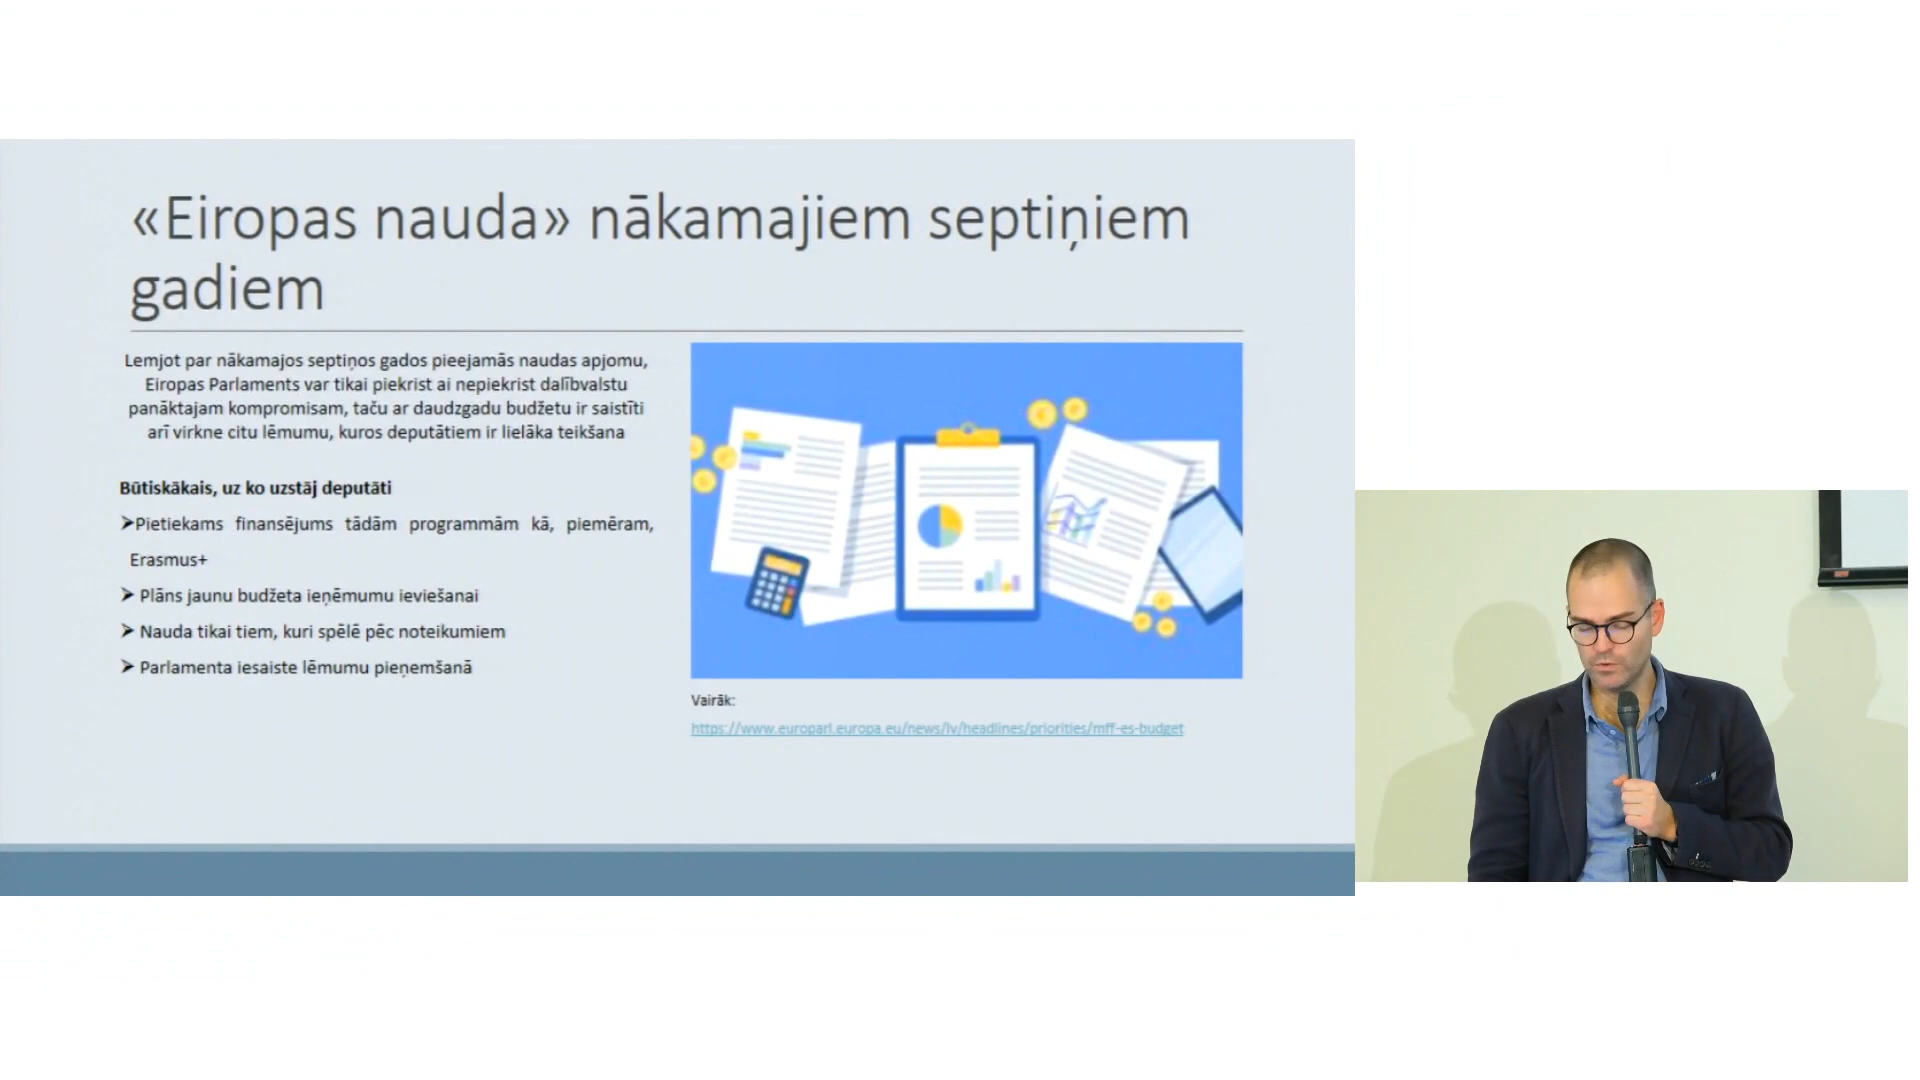 «Eiropas nauda» nākamajiem septiņiem
gadiem
Lemjot par nākamajos septiņos gados pieejamās naudas apjomu,
Eiropas Parlaments var tikai piekrist ai nepiekrist dalībvalstu
panāktajam kompromisam, taču ar daudzgadu budžetu ir saistīti
arī virkne citu lēmumu, kuros deputātiem ir lielāka teikšana
Būtiskākais, uz ko uzstāj deputāti
➢Pietiekams finansējums tādām programmām kā, piemēram,
Erasmus+
➢ Plāns jaunu budžeta ieņēmumu ieviešanai
➢ Nauda tikai tiem, kuri spēlē pēc noteikumiem
➢ Parlamenta iesaiste lēmumu pieņemšanā
Vairāk:
https://www.europarl.europa.eu/news/lv/headlines/priorities/mff-es-budget